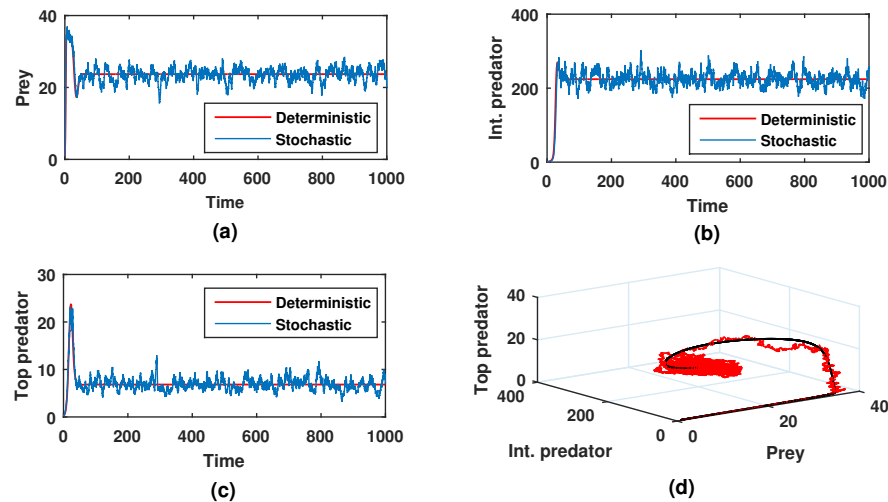 40
20
0
Prey
0 200 400 600 800 1000
Time
Deterministic
Stochastic
(a)
400
200
0
Int. predator
0 200 400 600 800 1000
Time
Deterministic
Stochastic
(b)
30
20
10
0
Top predator
0 200 400 600 800 1000
Time
Deterministic
Stochastic
(c)
40
20
0
Top predator
400
200
0
Int. predator
0
20
40
Prey
(d)